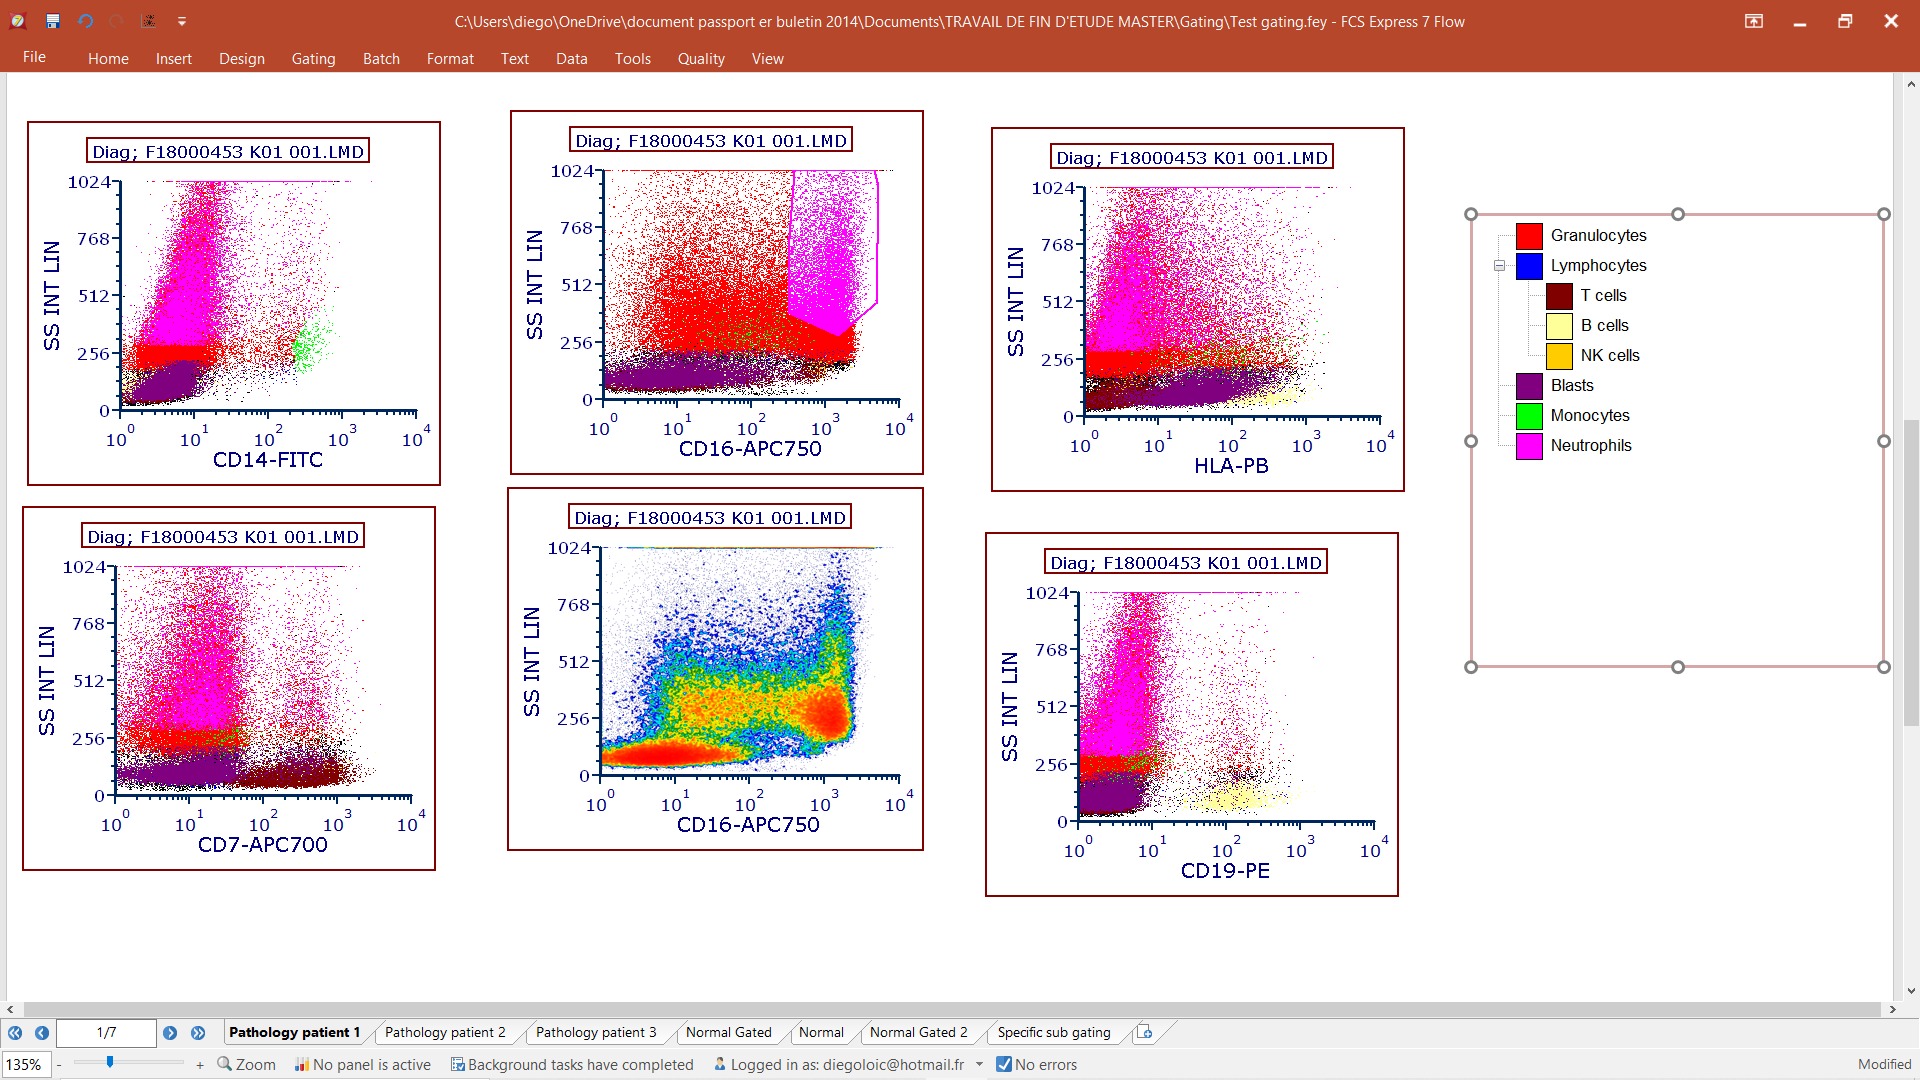 C:\Users\diego\OneDrive\document passport er buletin 2014\Documents\TRAVAIL DE FIN D'ETUDE MASTER\Gating\Test gating.fey - FCS Express 7 Flow
File Home Insert Design Gating Batch Format Text Data Tools Quality View
Diag; F18000453 K01 001.LMD
1024
768
512
256
0
SS INT LIN
10^0 10^1 10^2 10^3 10^4
CD14-FITC
Diag; F18000453 K01 001.LMD
1024
768
512
256
0
SS INT LIN
10^0 10^1 10^2 10^3 10^4
CD16-APC750
Diag; F18000453 K01 001.LMD
1024
768
512
256
0
SS INT LIN
10^0 10^1 10^2 10^3 10^4
HLA-PB
Granulocytes
Lymphocytes
T cells
B cells
NK cells
Blasts
Monocytes
Neutrophils
Diag; F18000453 K01 001.LMD
1024
768
512
256
0
SS INT LIN
10^0 10^1 10^2 10^3 10^4
CD7-APC700
Diag; F18000453 K01 001.LMD
1024
768
512
256
0
SS INT LIN
10^0 10^1 10^2 10^3 10^4
CD16-APC750
Diag; F18000453 K01 001.LMD
1024
768
512
256
0
SS INT LIN
10^0 10^1 10^2 10^3 10^4
CD19-PE
1/7 Pathology patient 1 Pathology patient 2 Pathology patient 3 Normal Gated Normal Normal Gated 2 Specific sub gating
135% - + Zoom No panel is active Background tasks have completed Logged in as: diegoloic@hotmail.fr No errors Modified